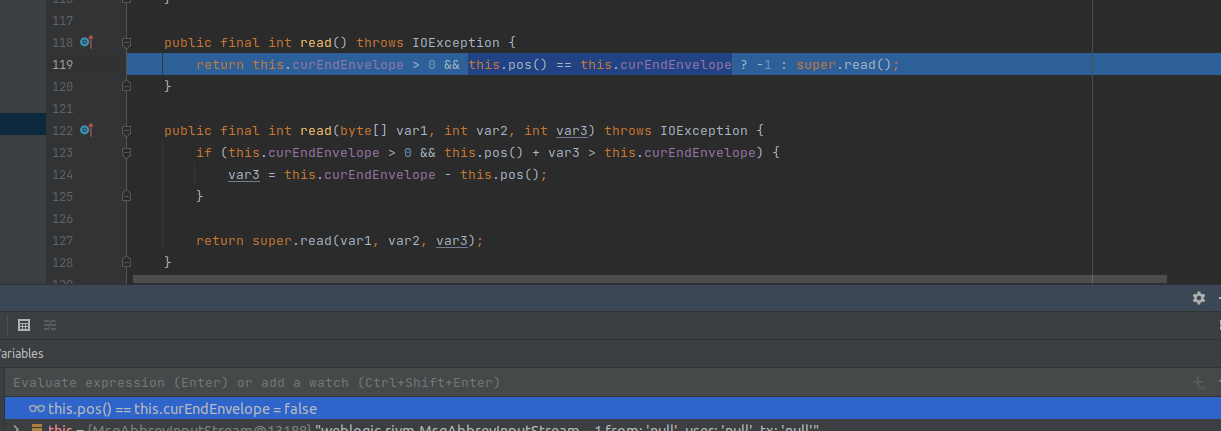 117
118 public final int read() throws IOException {
119 return this.curEndEnvelope > 0 && this.pos() == this.curEndEnvelope ? -1 : super.read();
120 }
121
122 public final int read(byte[] var1, int var2, int var3) throws IOException {
123 if (this.curEndEnvelope > 0 && this.pos() + var3 > this.curEndEnvelope) {
124 var3 = this.curEndEnvelope - this.pos();
125 }
126
127 return super.read(var1, var2, var3);
128 }
ariables
Evaluate expression (Enter) or add a watch (Ctrl+Shift+Enter)
this.pos() == this.curEndEnvelope = false
this = {MsgAbbrevInputStream@13188} "weblogic.rjvm.MsgAbbrevInputStream - 1 from: 'null', user: 'null', tx: 'null'"